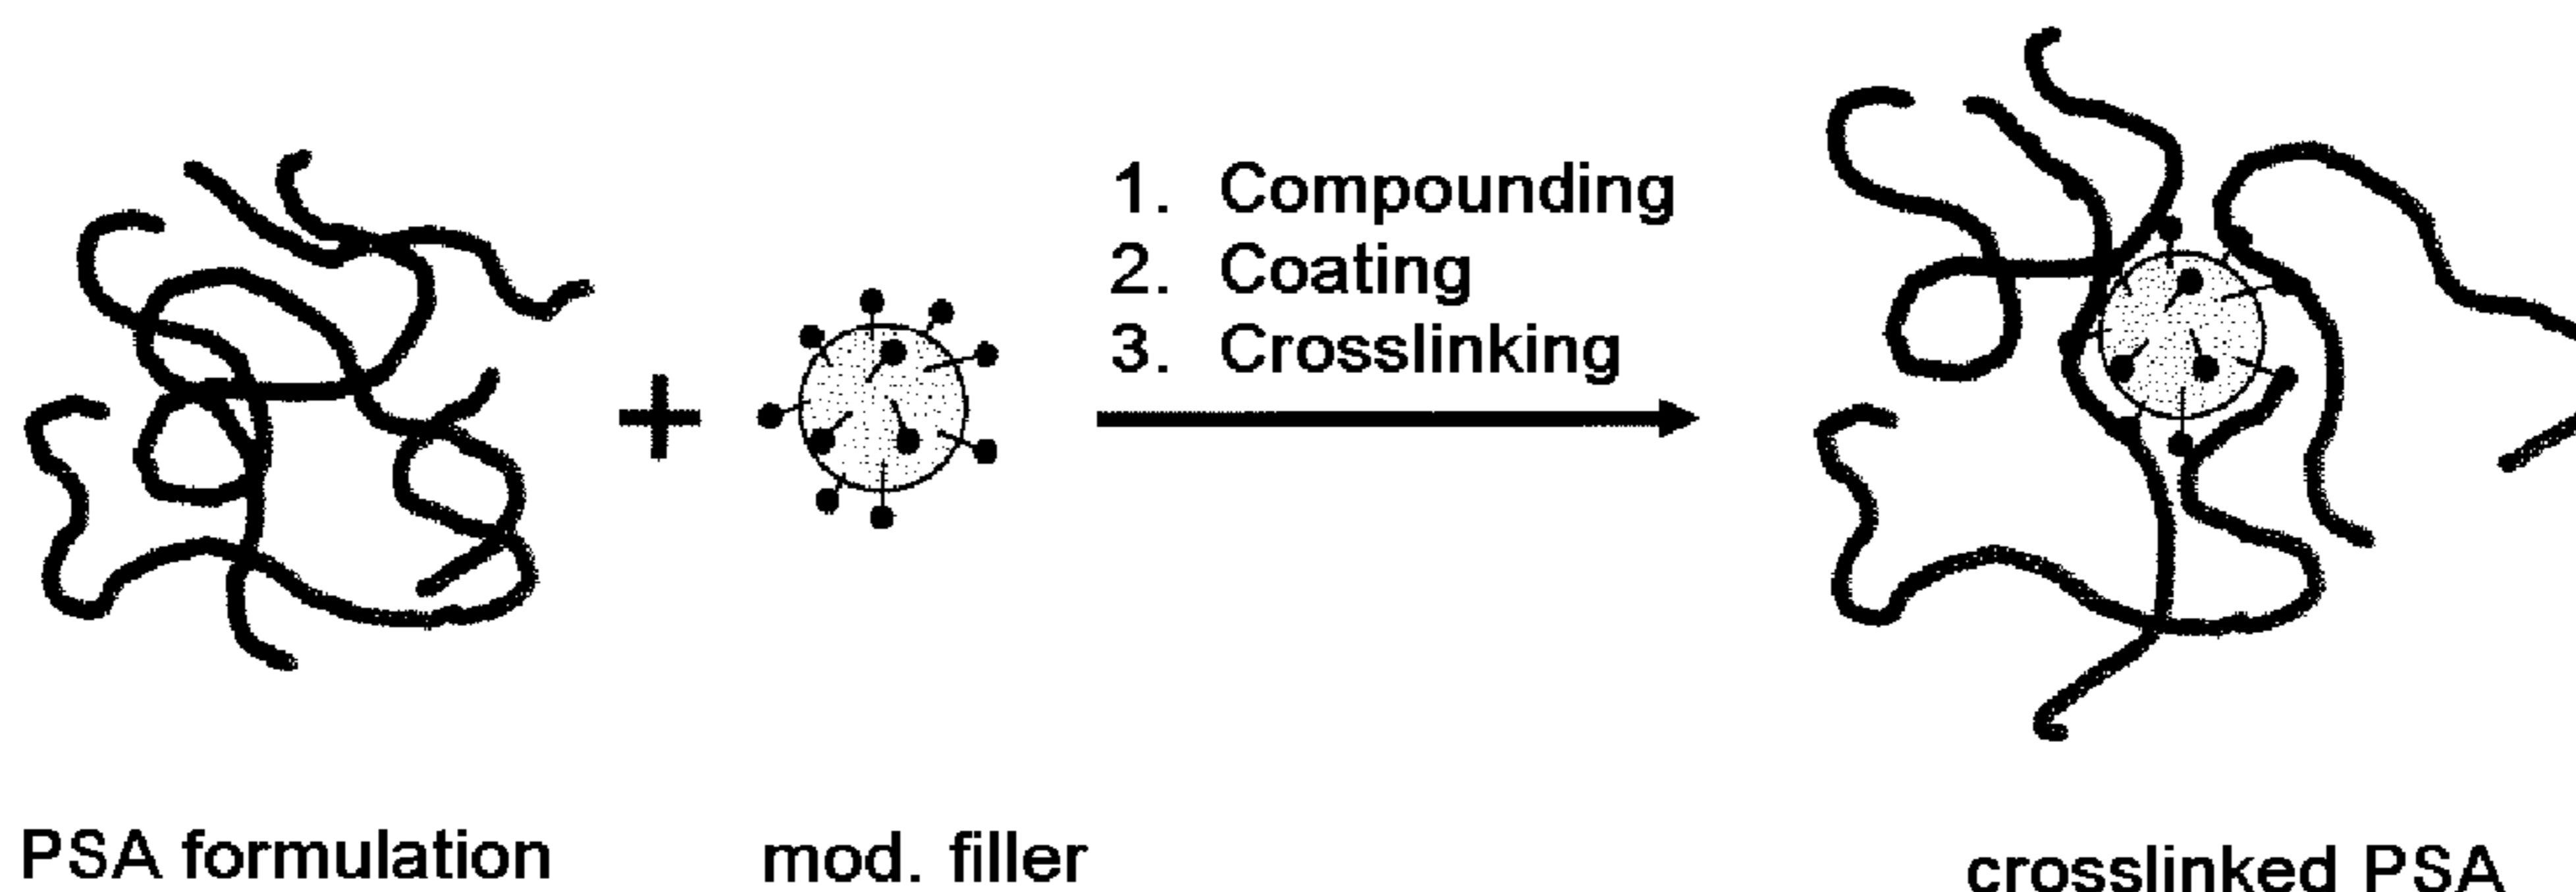 1. Compounding
2. Coating
3. Crosslinking
+
PSA formulation
mod. filler
crosslinked PSA